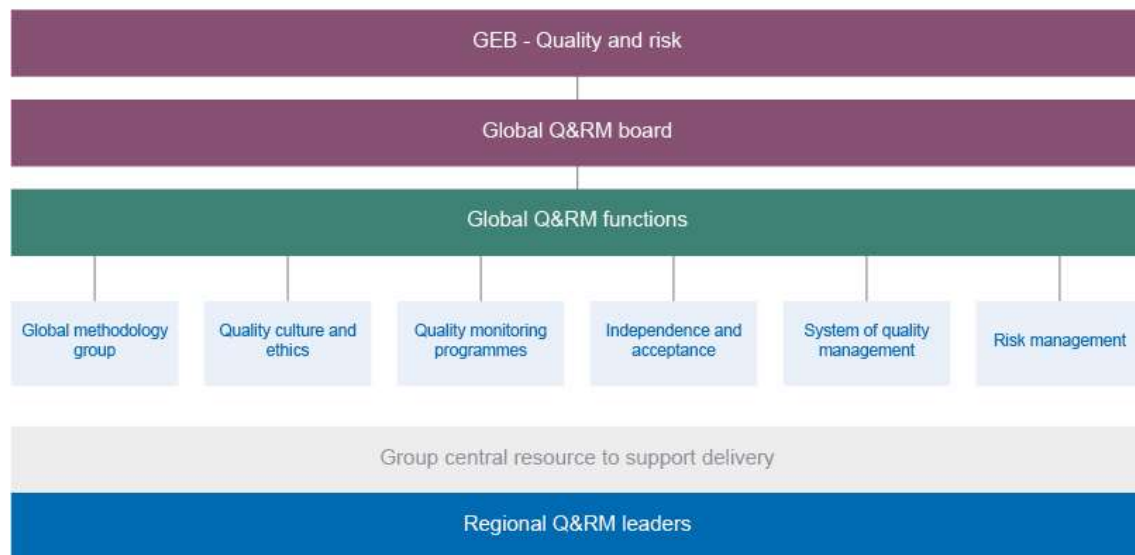 GEB - Quality and risk
Global Q&RM board
Global Q&RM functions
Global methodology
group
Quality culture and
ethics
Quality monitoring
programmes
Independence and
acceptance
System of quality
management
Risk management
Group central resource to support delivery
Regional Q&RM leaders